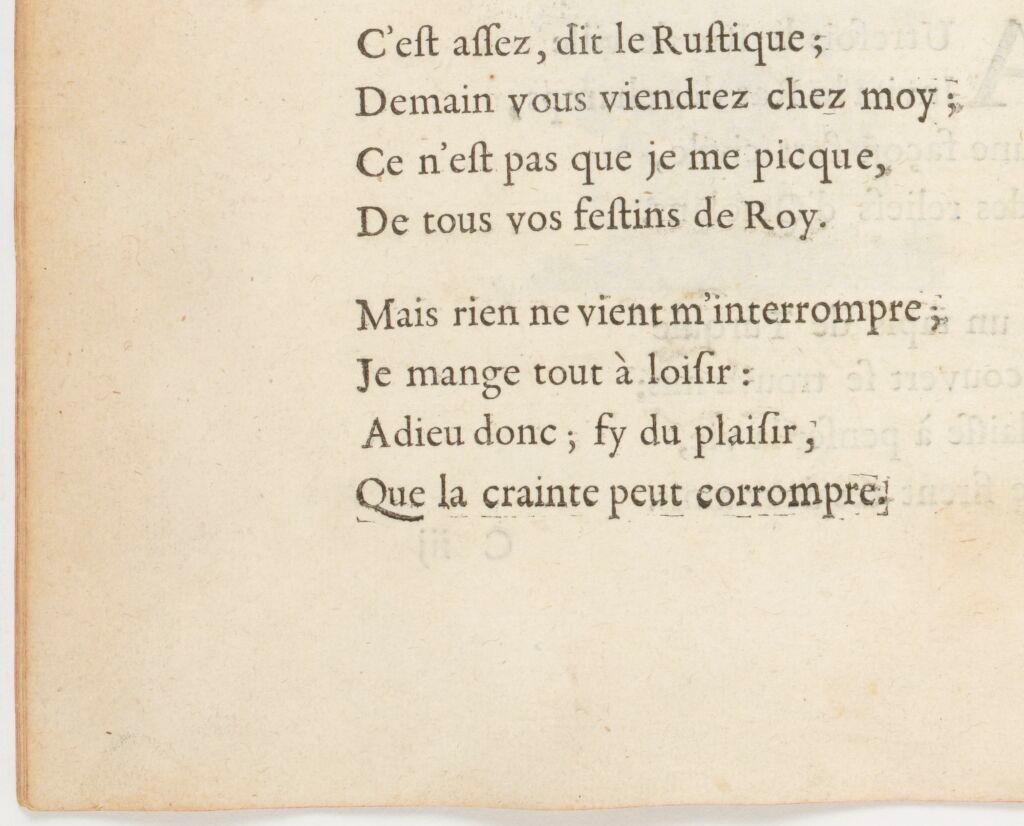 C'eſt aſſez, dit le Ruſtique;
Demain vous viendrez chez moy;
Ce n'eſt pas que je me picque,
De tous vos feſtins de Roy.
Mais rien ne vient m'interrompre;
Je mange tout à loiſir:
Adieu donc; fy du plaiſir,
Que la crainte peut corrompre.